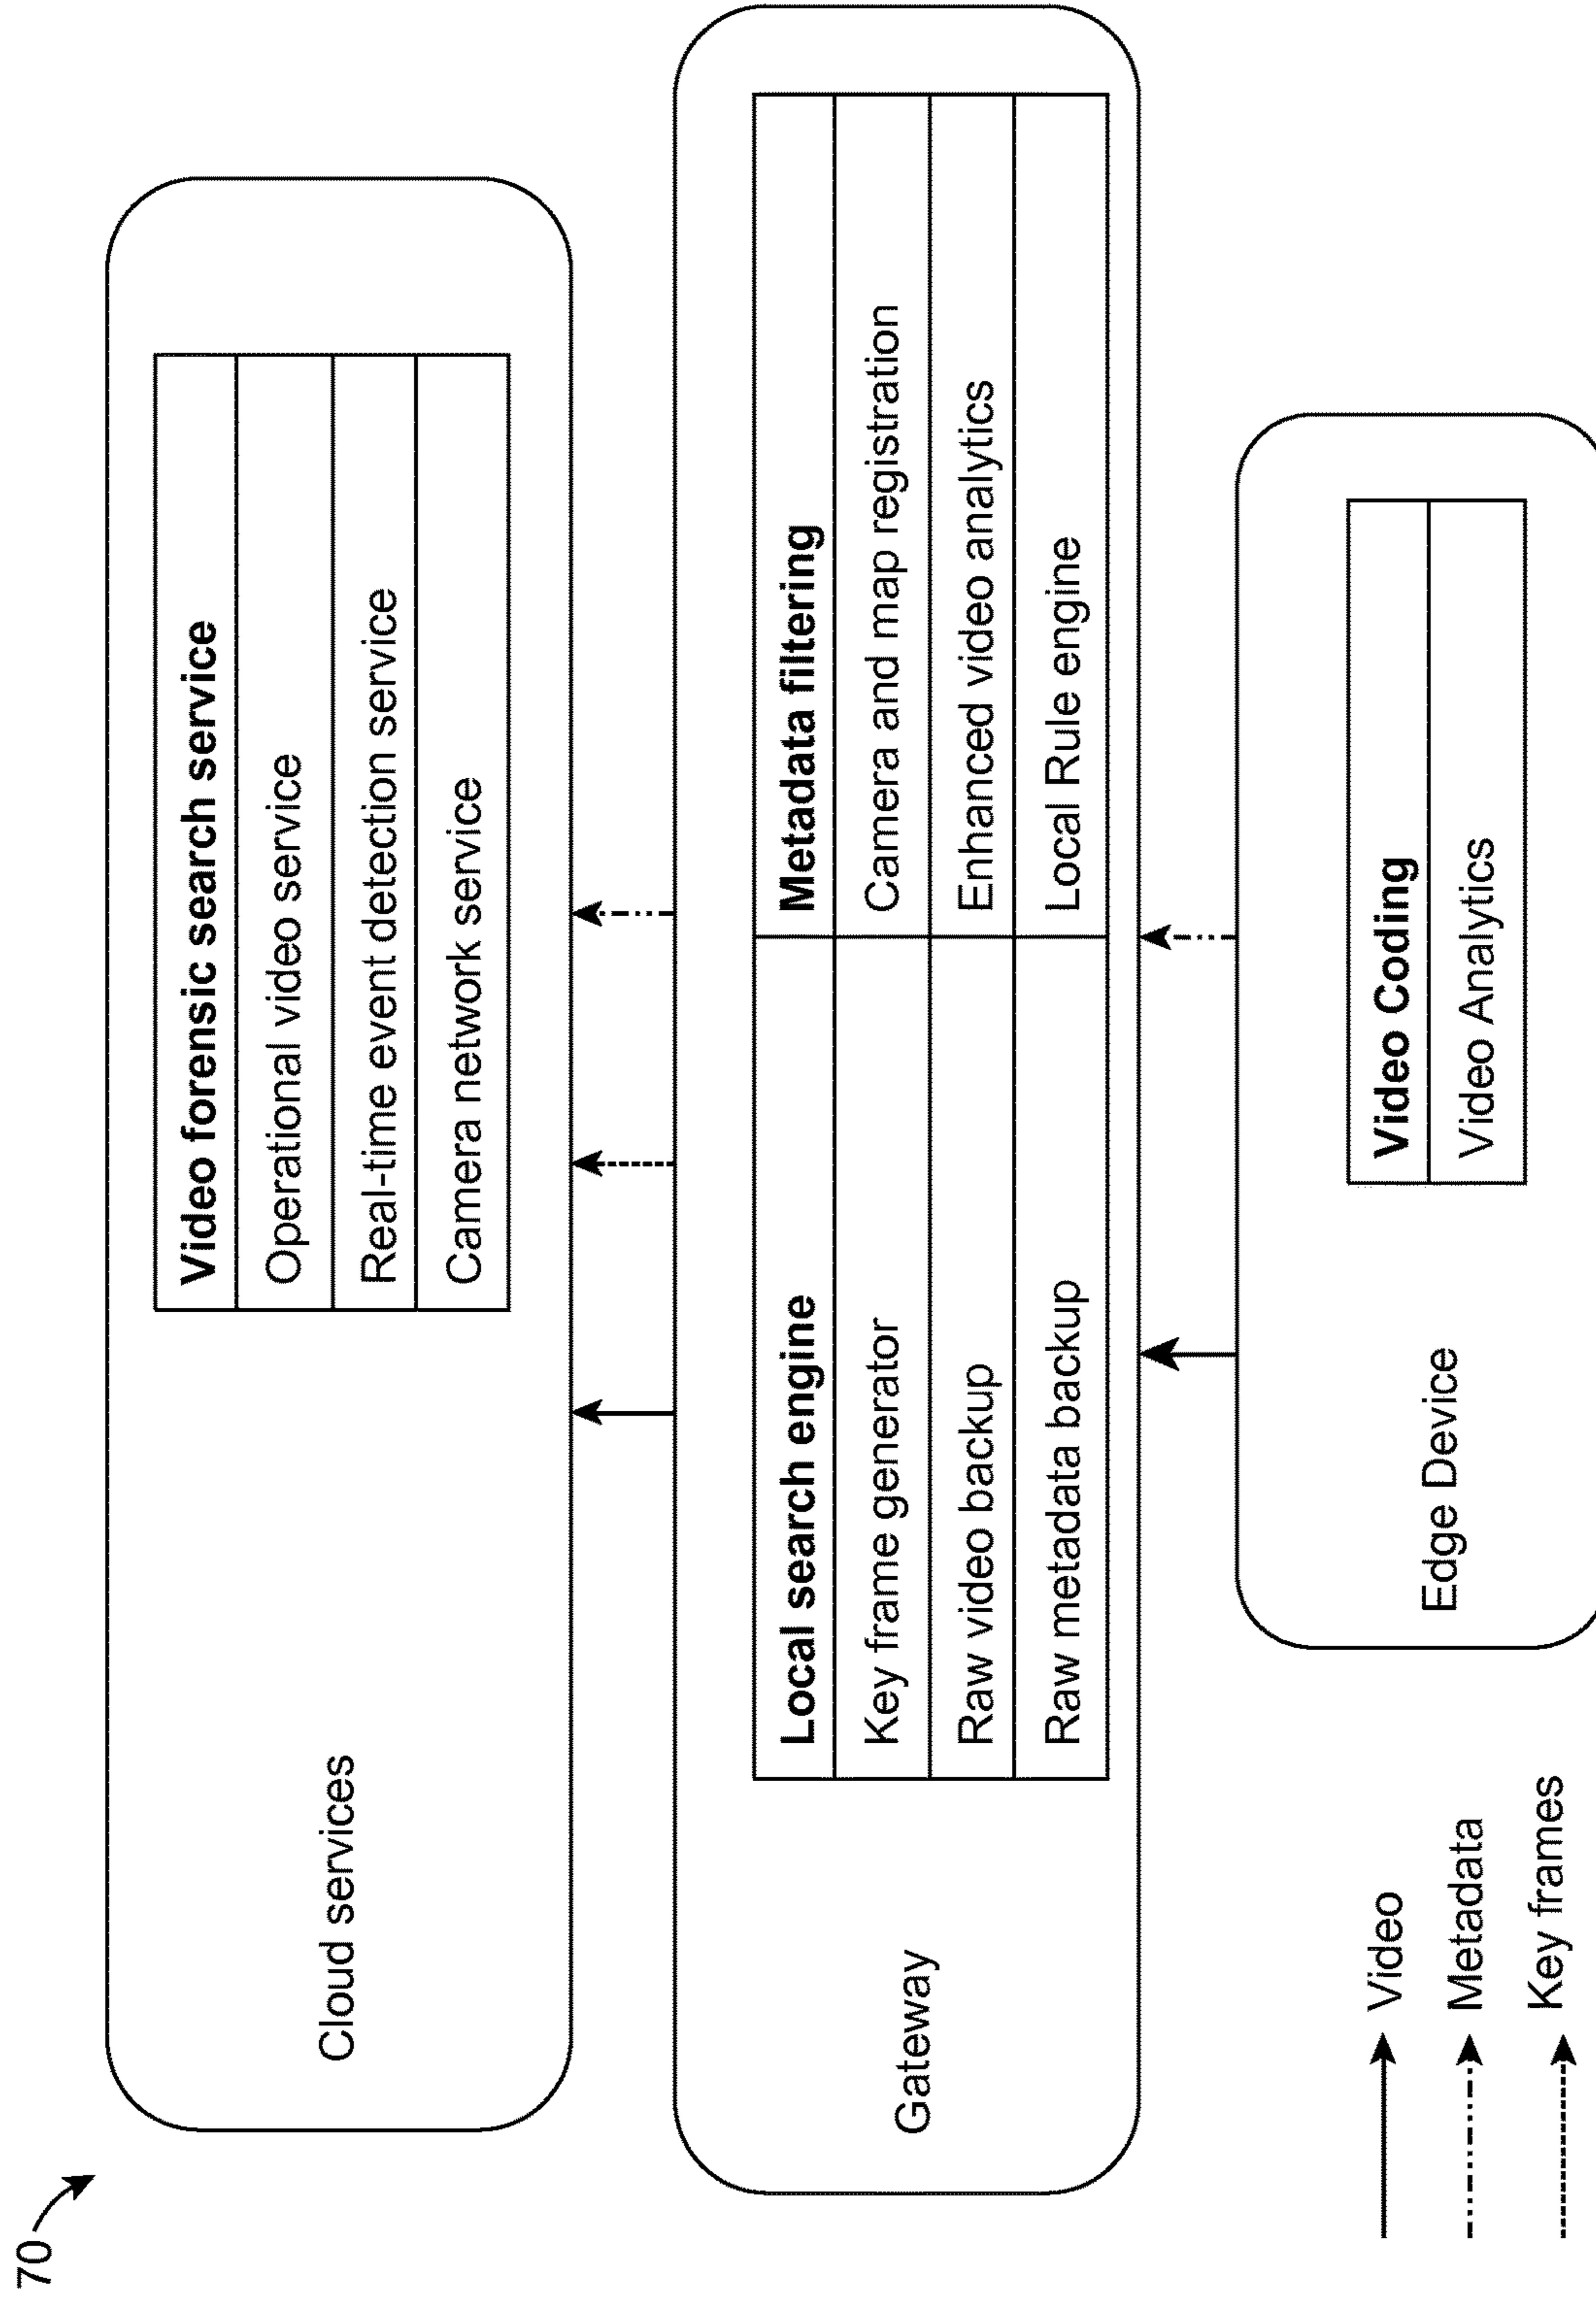 70
Cloud services
Video forensic search service
Operational video service
Real-time event detection service
Camera network service
Gateway
Local search engine
Metadata filtering
Key frame generator
Camera and map registration
Raw video backup
Enhanced video analytics
Raw metadata backup
Local Rule engine
Edge Device
Video Coding
Video Analytics
Video
Metadata
Key frames